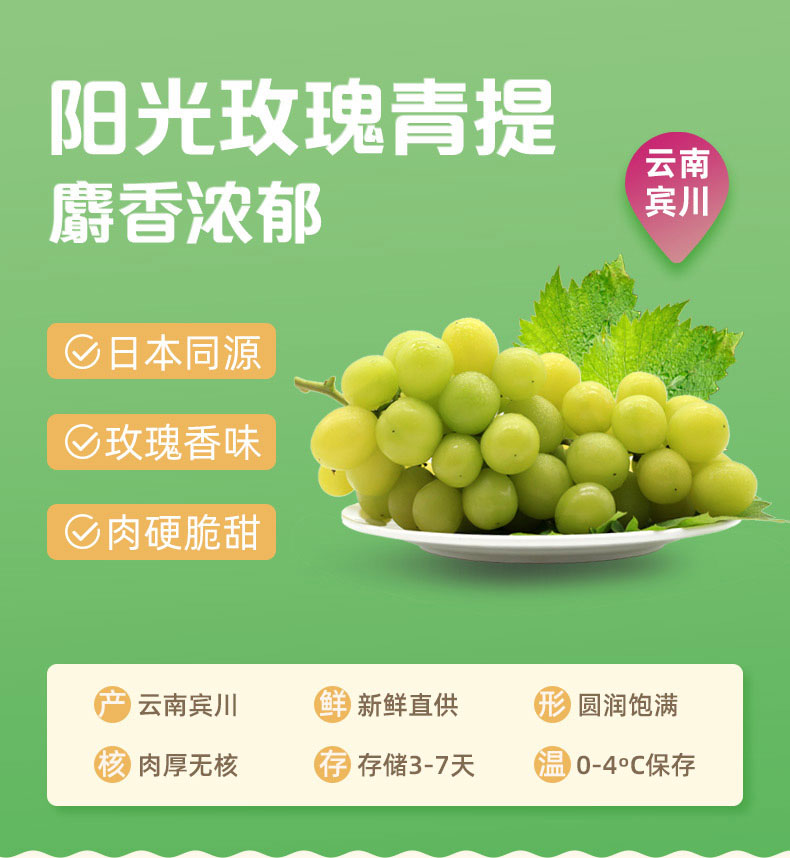 阳光玫瑰青提
麝香浓郁
云南
宾川
日本同源
玫瑰香味
肉硬脆甜
产 云南宾川
鲜 新鲜直供
形 圆润饱满
核 肉厚无核
存 存储3-7天
温 0-4ºC保存